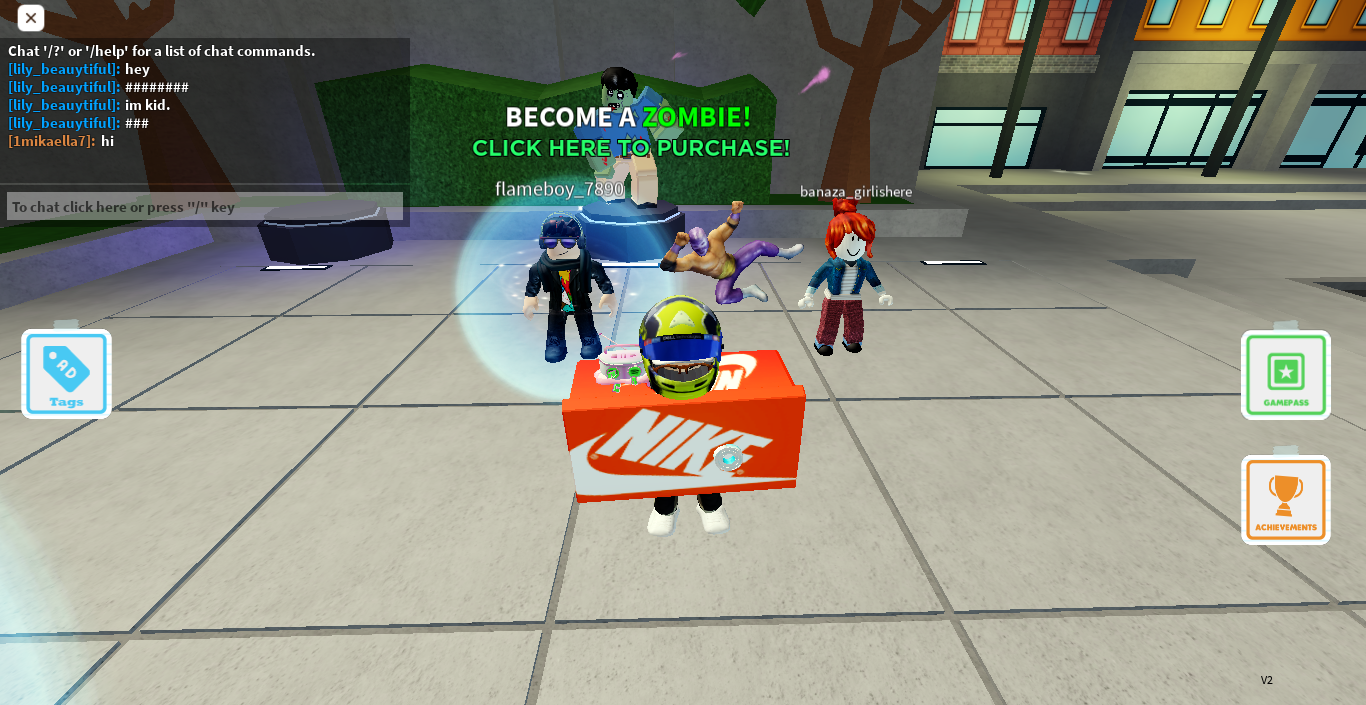 Chat '/?' or '/help' for a list of chat commands.
[lily_beauytiful]: hey
[lily_beauytiful]: ########
[lily_beauytiful]: im kid.
[lily_beauytiful]: ###
[1mikaella7]: hi
To chat click here or press "/" key
BECOME A ZOMBIE!
CLICK HERE TO PURCHASE!
flameboy_7890
banaza_girlishere
AD
Tags
GAMEPASS
ACHIEVEMENTS
NIKE
V2